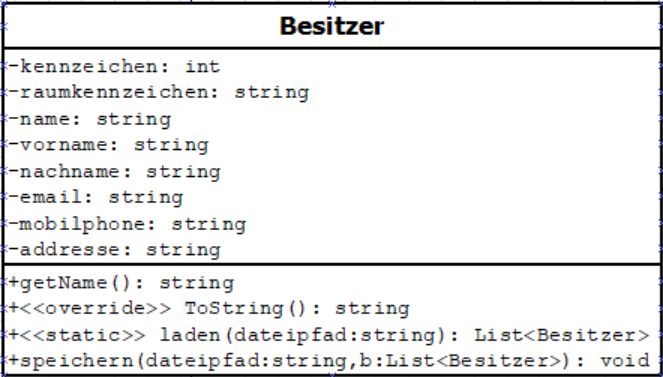 Besitzer
-kennzeichen: int
-raumkennzeichen: string
-name: string
-vorname: string
-nachname: string
-email: string
-mobilphone: string
-addresse: string
+getName(): string
+<<override>> ToString(): string
+<<static>> laden(dateipfad:string): List<Besitzer>
+speichern(dateipfad:string,b:List<Besitzer>): void